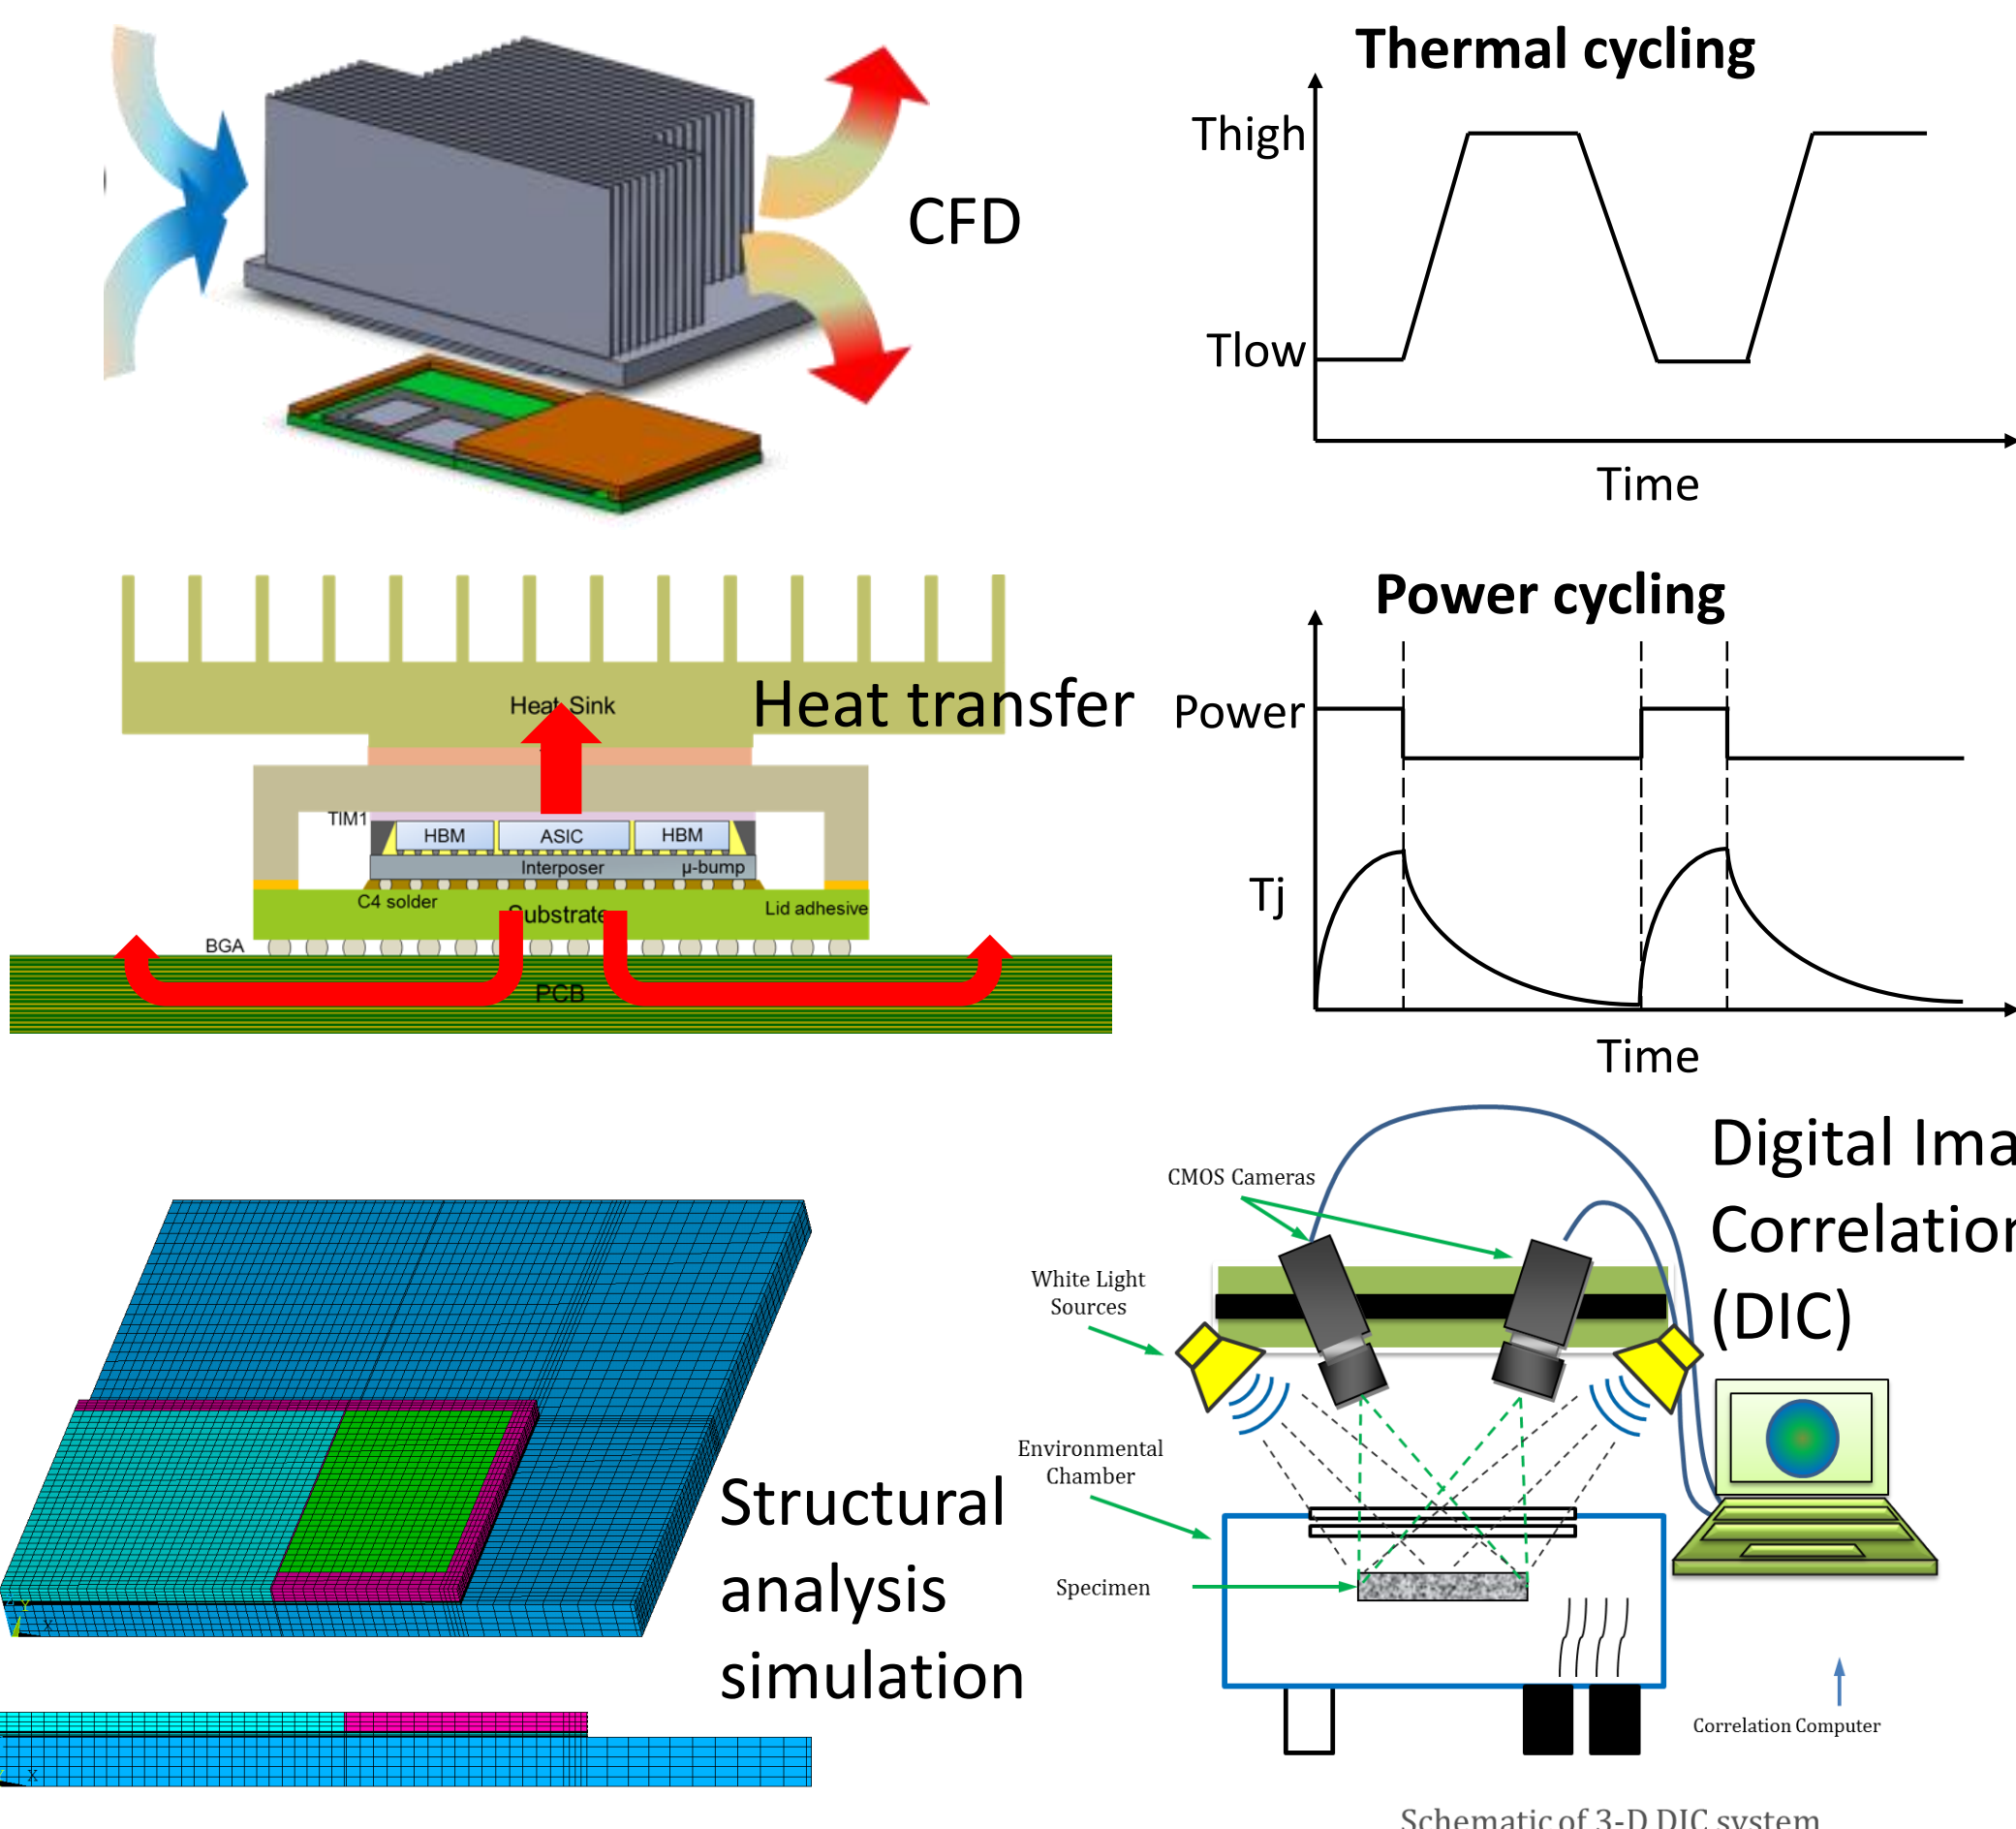 CFD
Thermal cycling
Thigh
Tlow
Time
Heat Sink
Heat transfer
TIM1
HBM
ASIC
HBM
Interposer
μ-bump
C4 solder
Substrate
Lid adhesive
BGA
PCB
Power cycling
Power
Tj
Time
Structural
analysis
simulation
Y
X
X
Digital Ima
Correlation
(DIC)
CMOS Cameras
White Light
Sources
Environmental
Chamber
Specimen
Correlation Computer
Schematic of 3-D DIC system